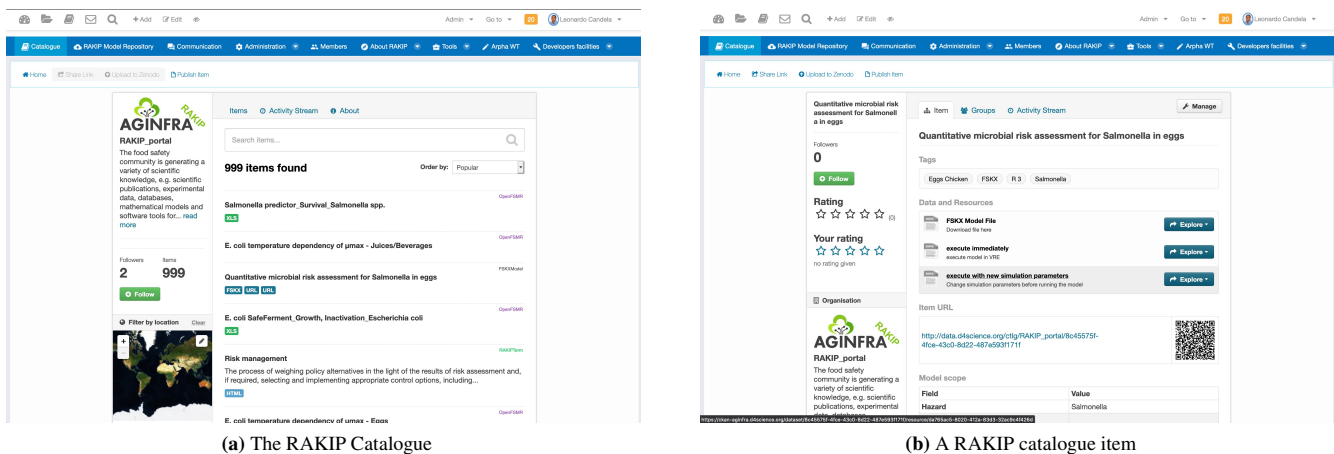 +Add Edit
Admin Go to 20 Leonardo Candela
Catalogue RAKIP Model Repository Communication Administration Members About RAKIP Tools Arpha WT Developers facilities
Home Share Link Upload to Zenodo Publish Item
AGINFRA RAKIP
RAKIP_portal
The food safety
community is generating a
variety of scientific
knowledge, e.g. scientific
publications, experimental
data, databases,
mathematical models and
software tools for... read
more
Followers Items
2 999
Follow
Filter by location Clear
+
−
Items Activity Stream About
Search items...
999 items found Order by: Popular
OpenFSMR
Salmonella predictor_Survival_Salmonella spp.
XLS
OpenFSMR
E. coli temperature dependency of µmax - Juices/Beverages
FSKXModel
Quantitative microbial risk assessment for Salmonella in eggs
FSKX URL URL
OpenFSMR
E. coli SafeFerment_Growth, Inactivation_Escherichia coli
XLS
RAKIPTerm
Risk management
The process of weighing policy alternatives in the light of the results of risk assessment and,
if required, selecting and implementing appropriate control options, including...
HTML
OpenFSMR
E. coli temperature dependency of µmax - Eggs
(a) The RAKIP Catalogue
+Add Edit
Admin Go to 20 Leonardo Candela
Catalogue RAKIP Model Repository Communication Administration Members About RAKIP Tools Arpha WT Developers facilities
Home Share Link Upload to Zenodo Publish Item
Quantitative microbial risk
assessment for Salmonell
a in eggs
Followers
0
Follow
Rating
(0)
Your rating
no rating given
Organisation
AGINFRA RAKIP
RAKIP_portal
The food safety
community is generating a
variety of scientific
knowledge, e.g. scientific
publications, experimental
data, databases,
Item Groups Activity Stream Manage
Quantitative microbial risk assessment for Salmonella in eggs
Tags
Eggs Chicken FSKX R 3 Salmonella
Data and Resources
FSKX Model File
Download file here
Explore
execute immediately
execute model in VRE
Explore
execute with new simulation parameters
Change simulation parameters before running the model
Explore
Item URL
http://data.d4science.org/ctlg/RAKIP_portal/8c45575f-
4fce-43c0-8d22-487e593f171f
Model scope
Field Value
Hazard Salmonella
(b) A RAKIP catalogue item